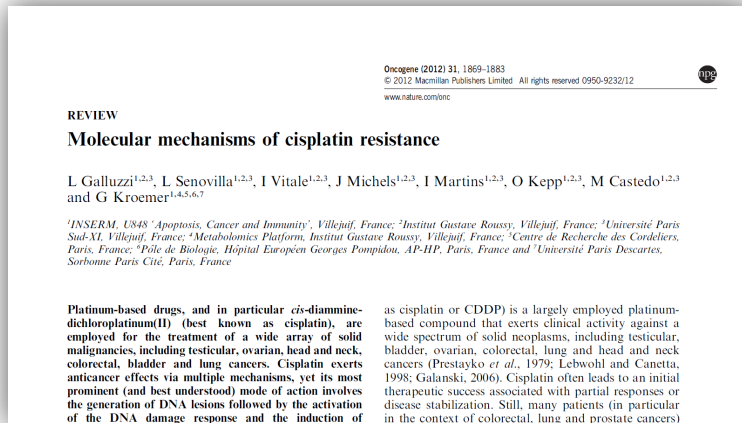 Oncogene (2012) 31, 1869–1883
© 2012 Macmillan Publishers Limited All rights reserved 0950-9232/12
npg
www.nature.com/onc
REVIEW
Molecular mechanisms of cisplatin resistance
L Galluzzi1,2,3, L Senovilla1,2,3, I Vitale1,2,3, J Michels1,2,3, I Martins1,2,3, O Kepp1,2,3, M Castedo1,2,3
and G Kroemer1,4,5,6,7
1INSERM, U848 'Apoptosis, Cancer and Immunity', Villejuif, France; 2Institut Gustave Roussy, Villejuif, France; 3Université Paris
Sud-XI, Villejuif, France; 4Metabolomics Platform, Institut Gustave Roussy, Villejuif, France; 5Centre de Recherche des Cordeliers,
Paris, France; 6Pôle de Biologie, Hôpital Européen Georges Pompidou, AP-HP, Paris, France and 7Université Paris Descartes,
Sorbonne Paris Cité, Paris, France
Platinum-based drugs, and in particular cis-diammine-
dichloroplatinum(II) (best known as cisplatin), are
employed for the treatment of a wide array of solid
malignancies, including testicular, ovarian, head and neck,
colorectal, bladder and lung cancers. Cisplatin exerts
anticancer effects via multiple mechanisms, yet its most
prominent (and best understood) mode of action involves
the generation of DNA lesions followed by the activation
of the DNA damage response and the induction of
as cisplatin or CDDP) is a largely employed platinum-
based compound that exerts clinical activity against a
wide spectrum of solid neoplasms, including testicular,
bladder, ovarian, colorectal, lung and head and neck
cancers (Prestayko et al., 1979; Lebwohl and Canetta,
1998; Galanski, 2006). Cisplatin often leads to an initial
therapeutic success associated with partial responses or
disease stabilization. Still, many patients (in particular
in the context of colorectal, lung and prostate cancers)